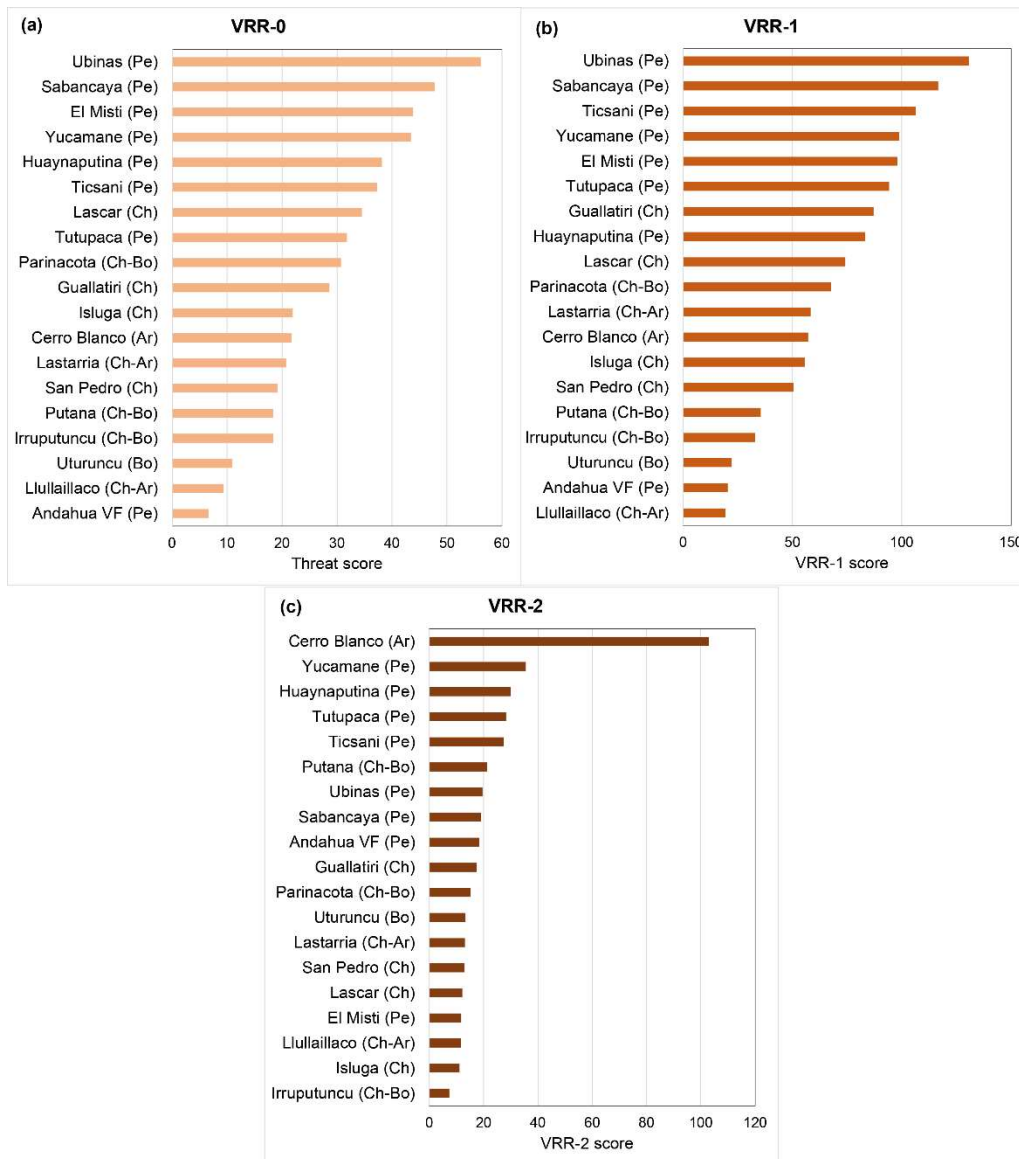 (a)
VRR-0
Ubinas (Pe)
Sabancaya (Pe)
El Misti (Pe)
Yucamane (Pe)
Huaynaputina (Pe)
Ticsani (Pe)
Lascar (Ch)
Tutupaca (Pe)
Parinacota (Ch-Bo)
Guallatiri (Ch)
Isluga (Ch)
Cerro Blanco (Ar)
Lastarria (Ch-Ar)
San Pedro (Ch)
Putana (Ch-Bo)
Irruputuncu (Ch-Bo)
Uturuncu (Bo)
Llullaillaco (Ch-Ar)
Andahua VF (Pe)
0 10 20 30 40 50 60
Threat score
(b)
VRR-1
Ubinas (Pe)
Sabancaya (Pe)
Ticsani (Pe)
Yucamane (Pe)
El Misti (Pe)
Tutupaca (Pe)
Guallatiri (Ch)
Huaynaputina (Pe)
Lascar (Ch)
Parinacota (Ch-Bo)
Lastarria (Ch-Ar)
Cerro Blanco (Ar)
Isluga (Ch)
San Pedro (Ch)
Putana (Ch-Bo)
Irruputuncu (Ch-Bo)
Uturuncu (Bo)
Andahua VF (Pe)
Llullaillaco (Ch-Ar)
0 50 100 150
VRR-1 score
(c)
VRR-2
Cerro Blanco (Ar)
Yucamane (Pe)
Huaynaputina (Pe)
Tutupaca (Pe)
Ticsani (Pe)
Putana (Ch-Bo)
Ubinas (Pe)
Sabancaya (Pe)
Andahua VF (Pe)
Guallatiri (Ch)
Parinacota (Ch-Bo)
Uturuncu (Bo)
Lastarria (Ch-Ar)
San Pedro (Ch)
Lascar (Ch)
El Misti (Pe)
Llullaillaco (Ch-Ar)
Isluga (Ch)
Irruputuncu (Ch-Bo)
0 20 40 60 80 100 120
VRR-2 score